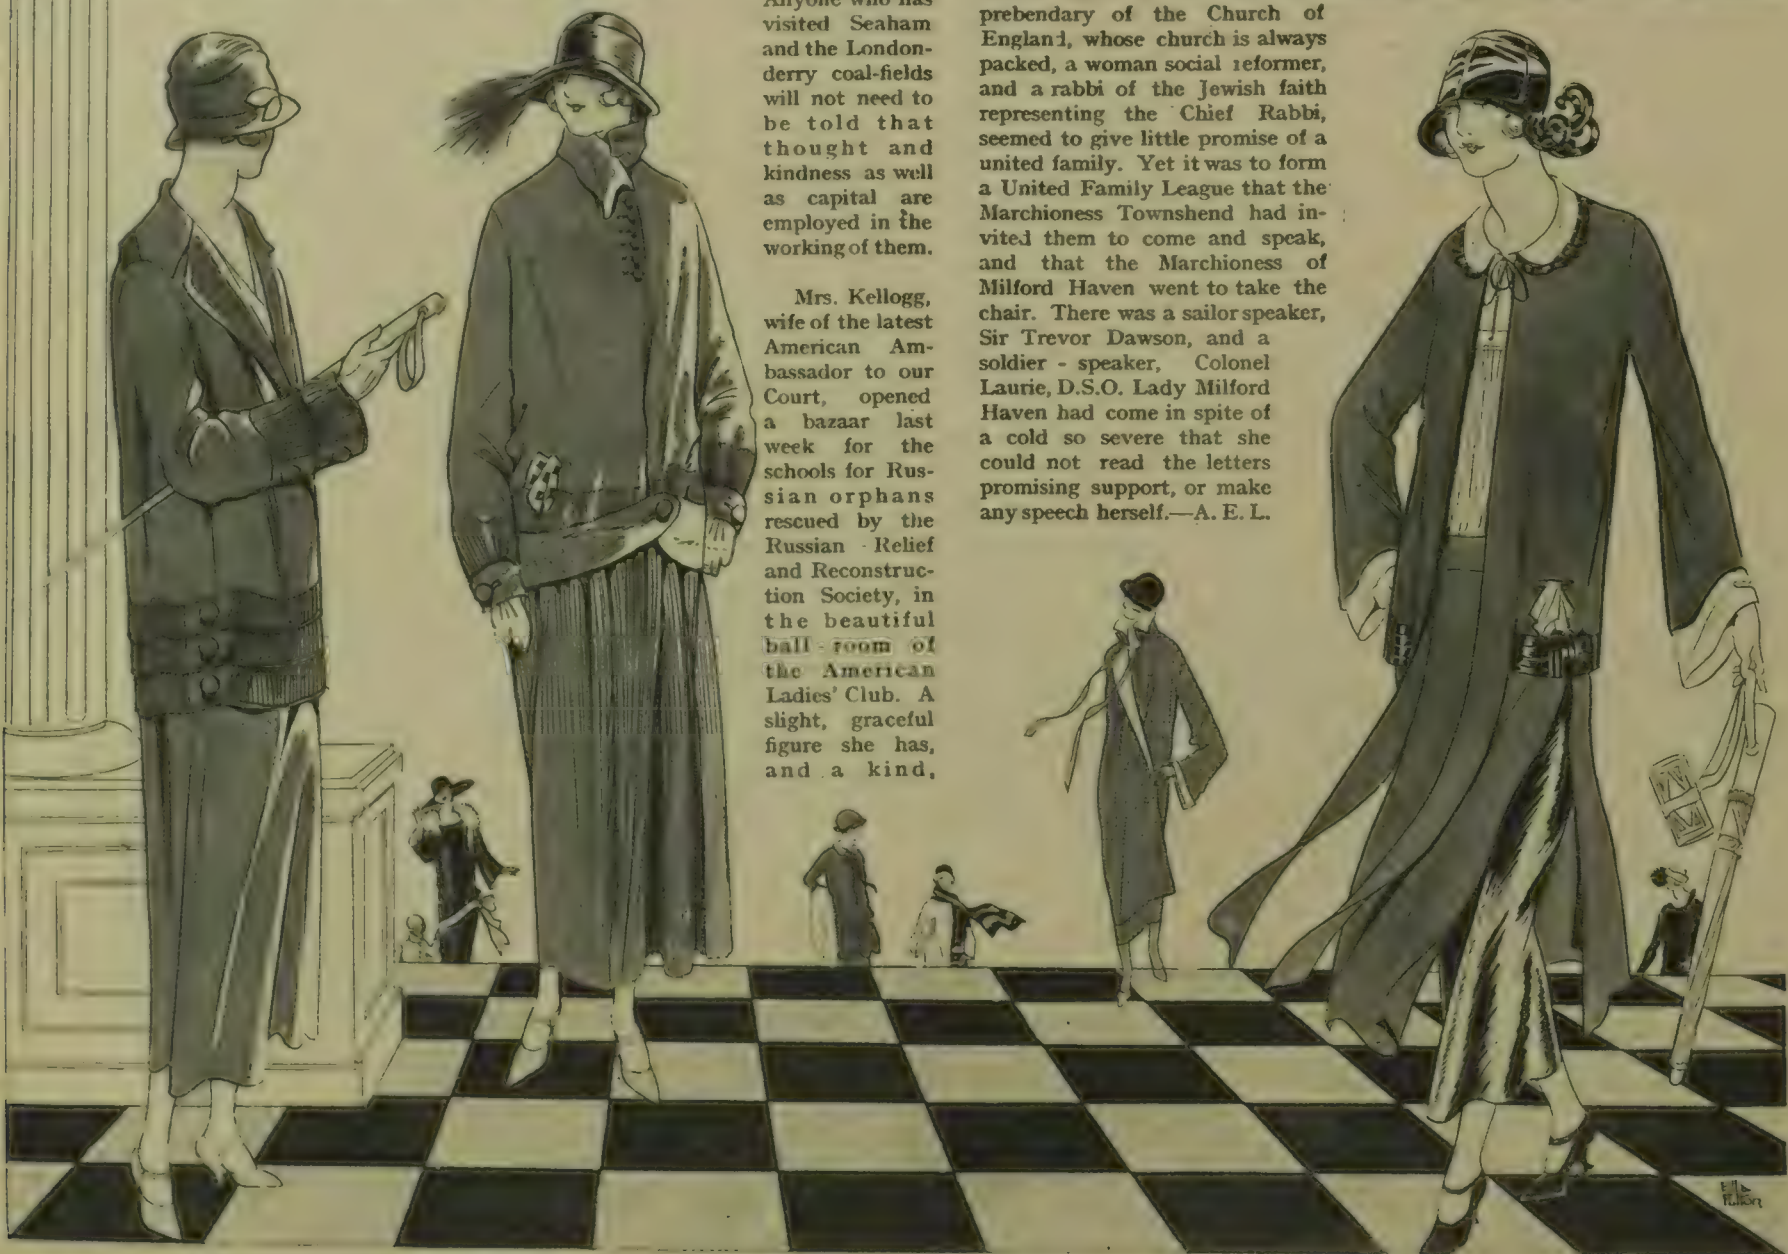 Anyone who has
visited Seaham
and the London-
derry coal-fields
will not need to
be told that
thought and
kindness as well
as capital are
employed in the
working of them.
Mrs. Kellogg,
wife of the latest
American Am-
bassador to our
Court, opened
a bazaar last
week for the
schools for Rus-
sian orphans
rescued by the
Russian Relief
and Reconstruc-
tion Society, in
the beautiful
ball-room of
the American
Ladies' Club. A
slight, graceful
figure she has,
and a kind,
prebendary of the Church of
England, whose church is always
packed, a woman social reformer,
and a rabbi of the Jewish faith
representing the Chief Rabbi,
seemed to give little promise of a
united family. Yet it was to form
a United Family League that the
Marchioness Townshend had in-
vited them to come and speak,
and that the Marchioness of
Milford Haven went to take the
chair. There was a sailor speaker,
Sir Trevor Dawson, and a
soldier - speaker, Colonel
Laurie, D.S.O. Lady Milford
Haven had come in spite of
a cold so severe that she
could not read the letters
promising support, or make
any speech herself.—A. E. L.